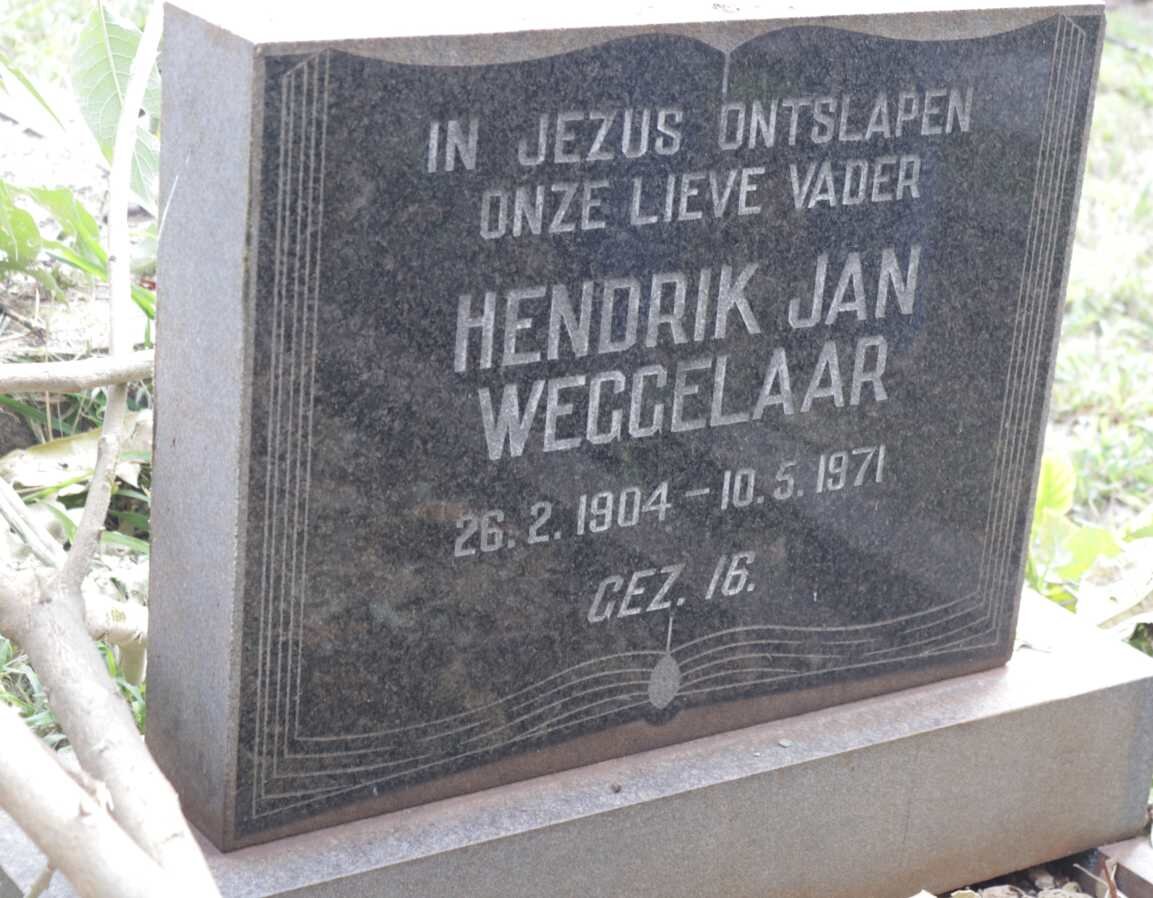 IN JEZUS ONTSLAPEN
ONZE LIEVE VADER
HENDRIK JAN
WEGGELAAR
26.2.1904 – 10.5.1971
GEZ. 16.